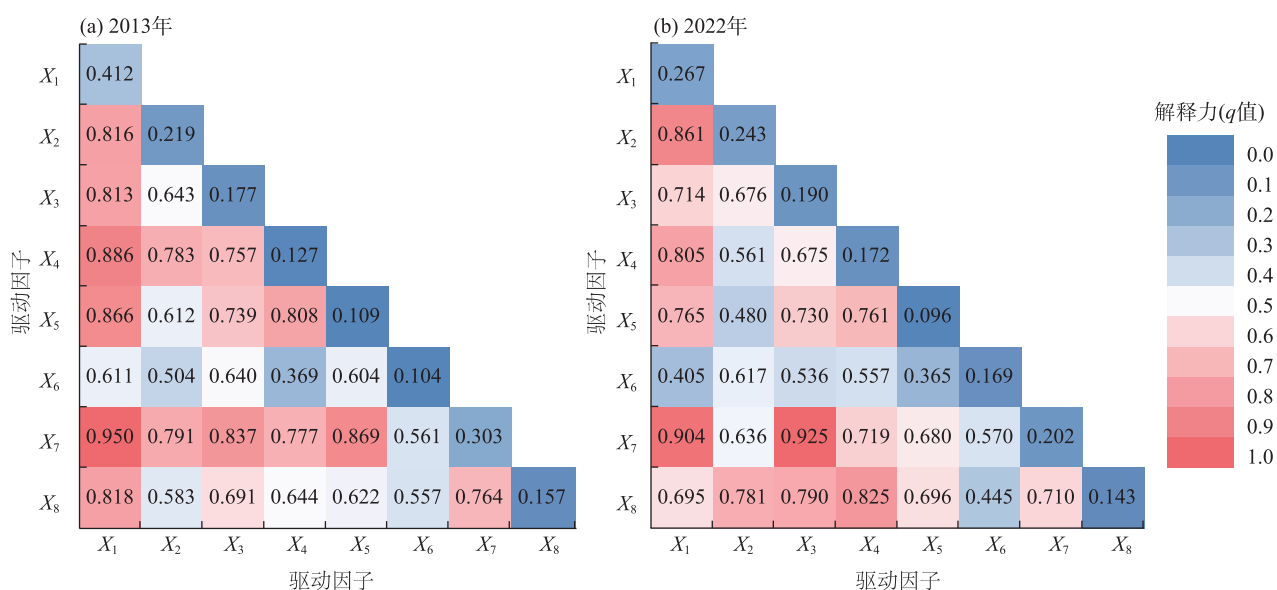 (a) 2013年
X1 0.412
X2 0.816 0.219
X3 0.813 0.643 0.177
X4 0.886 0.783 0.757 0.127
X5 0.866 0.612 0.739 0.808 0.109
X6 0.611 0.504 0.640 0.369 0.604 0.104
X7 0.950 0.791 0.837 0.777 0.869 0.561 0.303
X8 0.818 0.583 0.691 0.644 0.622 0.557 0.764 0.157
X1 X2 X3 X4 X5 X6 X7 X8
驱动因子
驱动因子
(b) 2022年
X1 0.267
X2 0.861 0.243
X3 0.714 0.676 0.190
X4 0.805 0.561 0.675 0.172
X5 0.765 0.480 0.730 0.761 0.096
X6 0.405 0.617 0.536 0.557 0.365 0.169
X7 0.904 0.636 0.925 0.719 0.680 0.570 0.202
X8 0.695 0.781 0.790 0.825 0.696 0.445 0.710 0.143
X1 X2 X3 X4 X5 X6 X7 X8
驱动因子
驱动因子
解释力(q值)
0.0
0.1
0.2
0.3
0.4
0.5
0.6
0.7
0.8
0.9
1.0